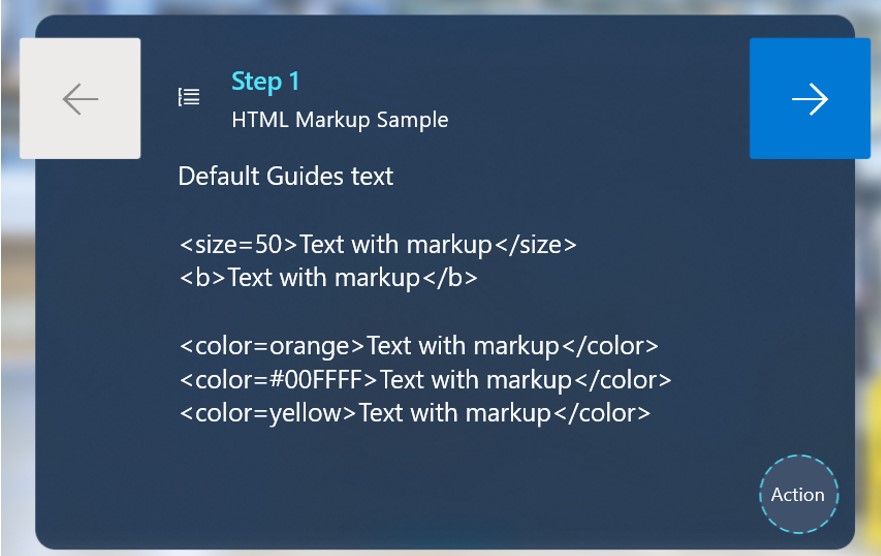 Step 1
HTML Markup Sample
Default Guides text
<size=50>Text with markup</size>
<b>Text with markup</b>
<color=orange>Text with markup</color>
<color=#00FFFF>Text with markup</color>
<color=yellow>Text with markup</color>
Action